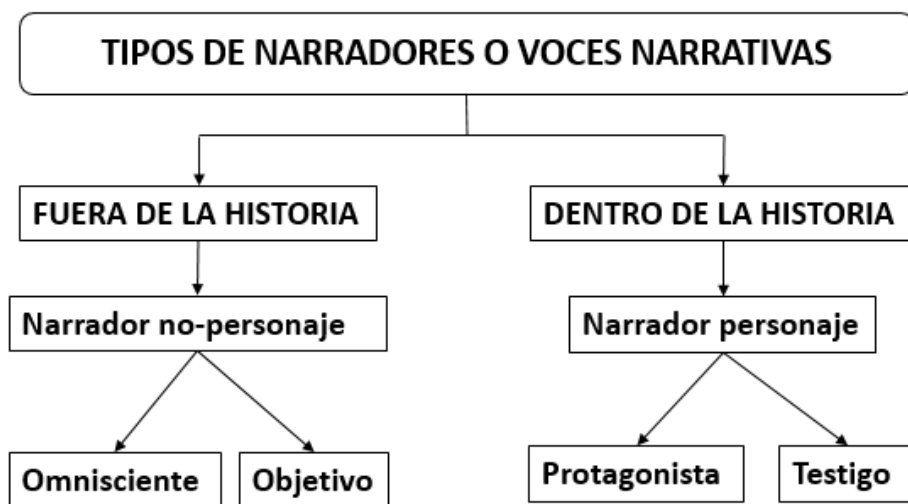 TIPOS DE NARRADORES O VOCES NARRATIVAS
FUERA DE LA HISTORIA
DENTRO DE LA HISTORIA
Narrador no-personaje
Narrador personaje
Omnisciente
Objetivo
Protagonista
Testigo